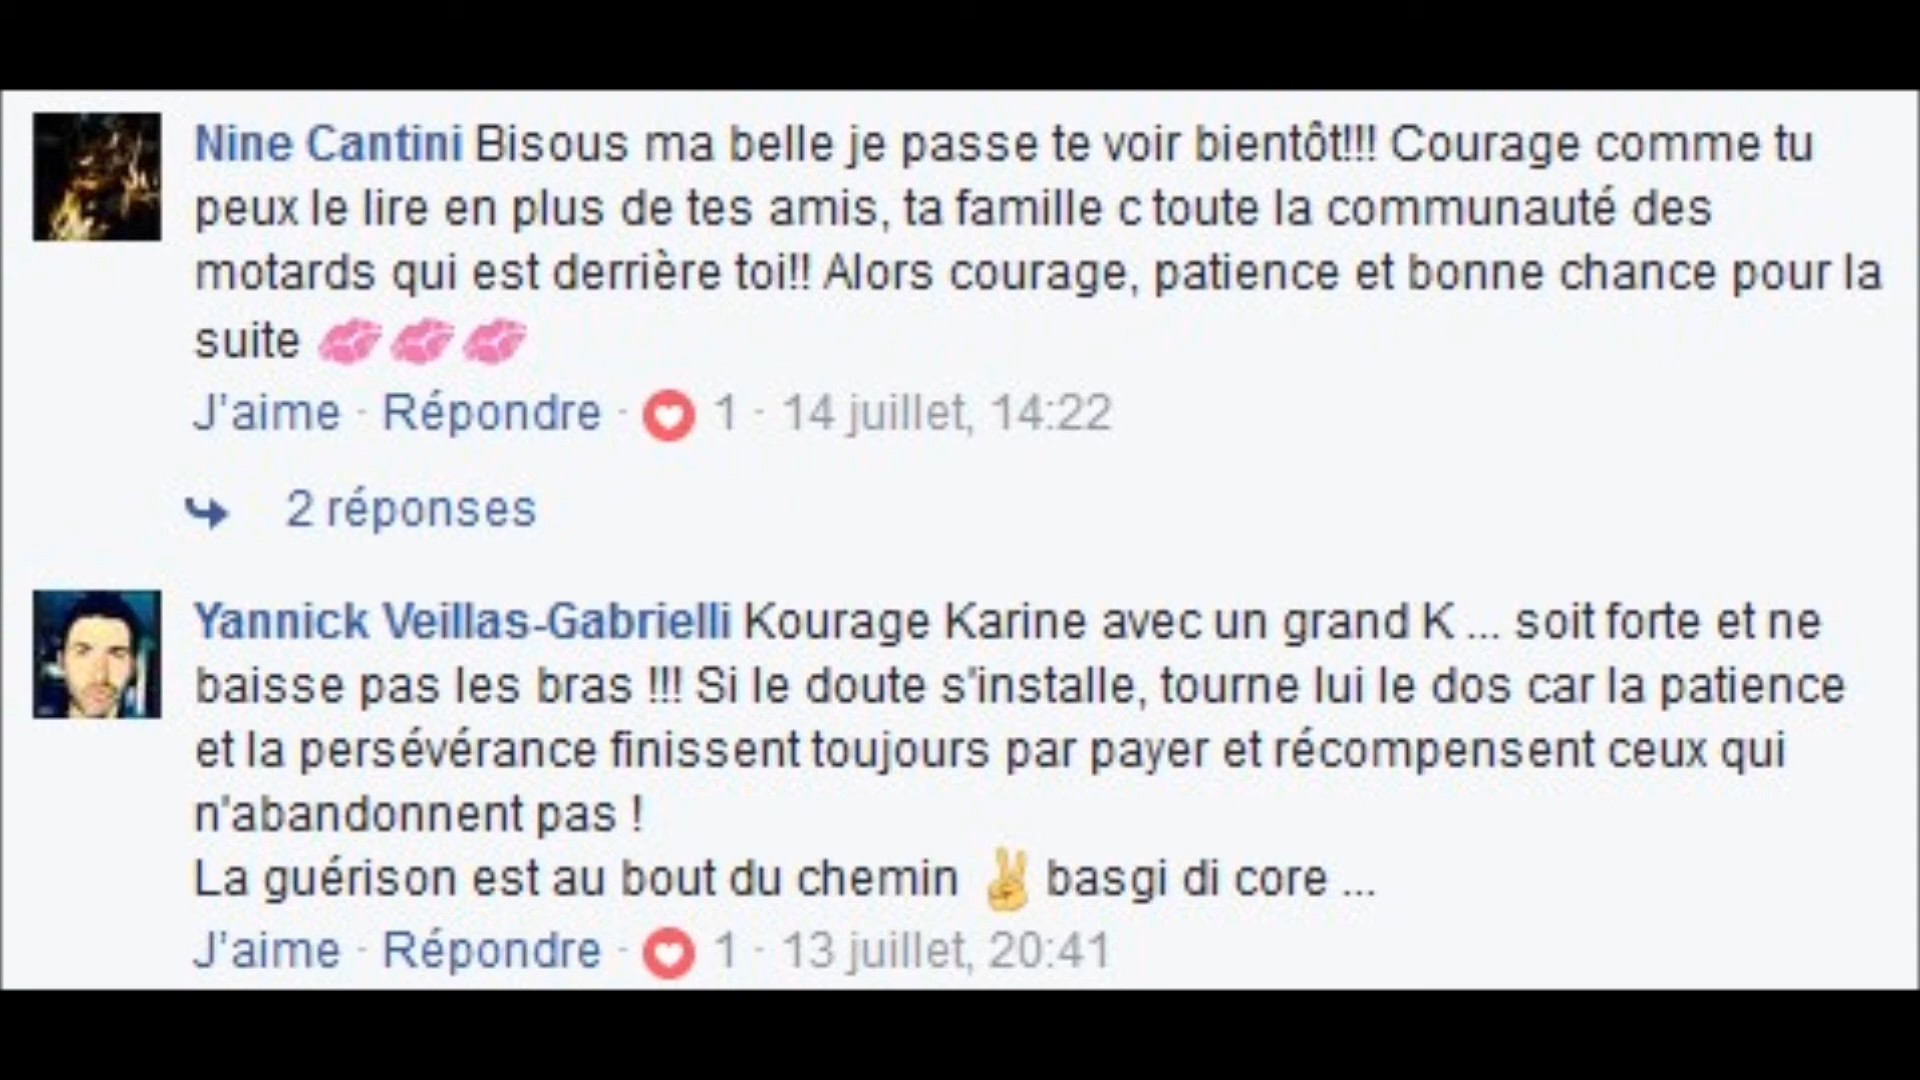 Nine Cantini Bisous ma belle je passe te voir bientôt!!! Courage comme tu
peux le lire en plus de tes amis, ta famille c toute la communauté des
motards qui est derrière toi!! Alors courage, patience et bonne chance pour la
suite 💋💋💋
J'aime · Répondre · 1 · 14 juillet, 14:22
2 réponses
Yannick Veillas-Gabrielli Kourage Karine avec un grand K ... soit forte et ne
baisse pas les bras !!! Si le doute s'installe, tourne lui le dos car la patience
et la persévérance finissent toujours par payer et récompensent ceux qui
n'abandonnent pas !
La guérison est au bout du chemin ✌ basgi di core ...
J'aime · Répondre · 1 · 13 juillet, 20:41